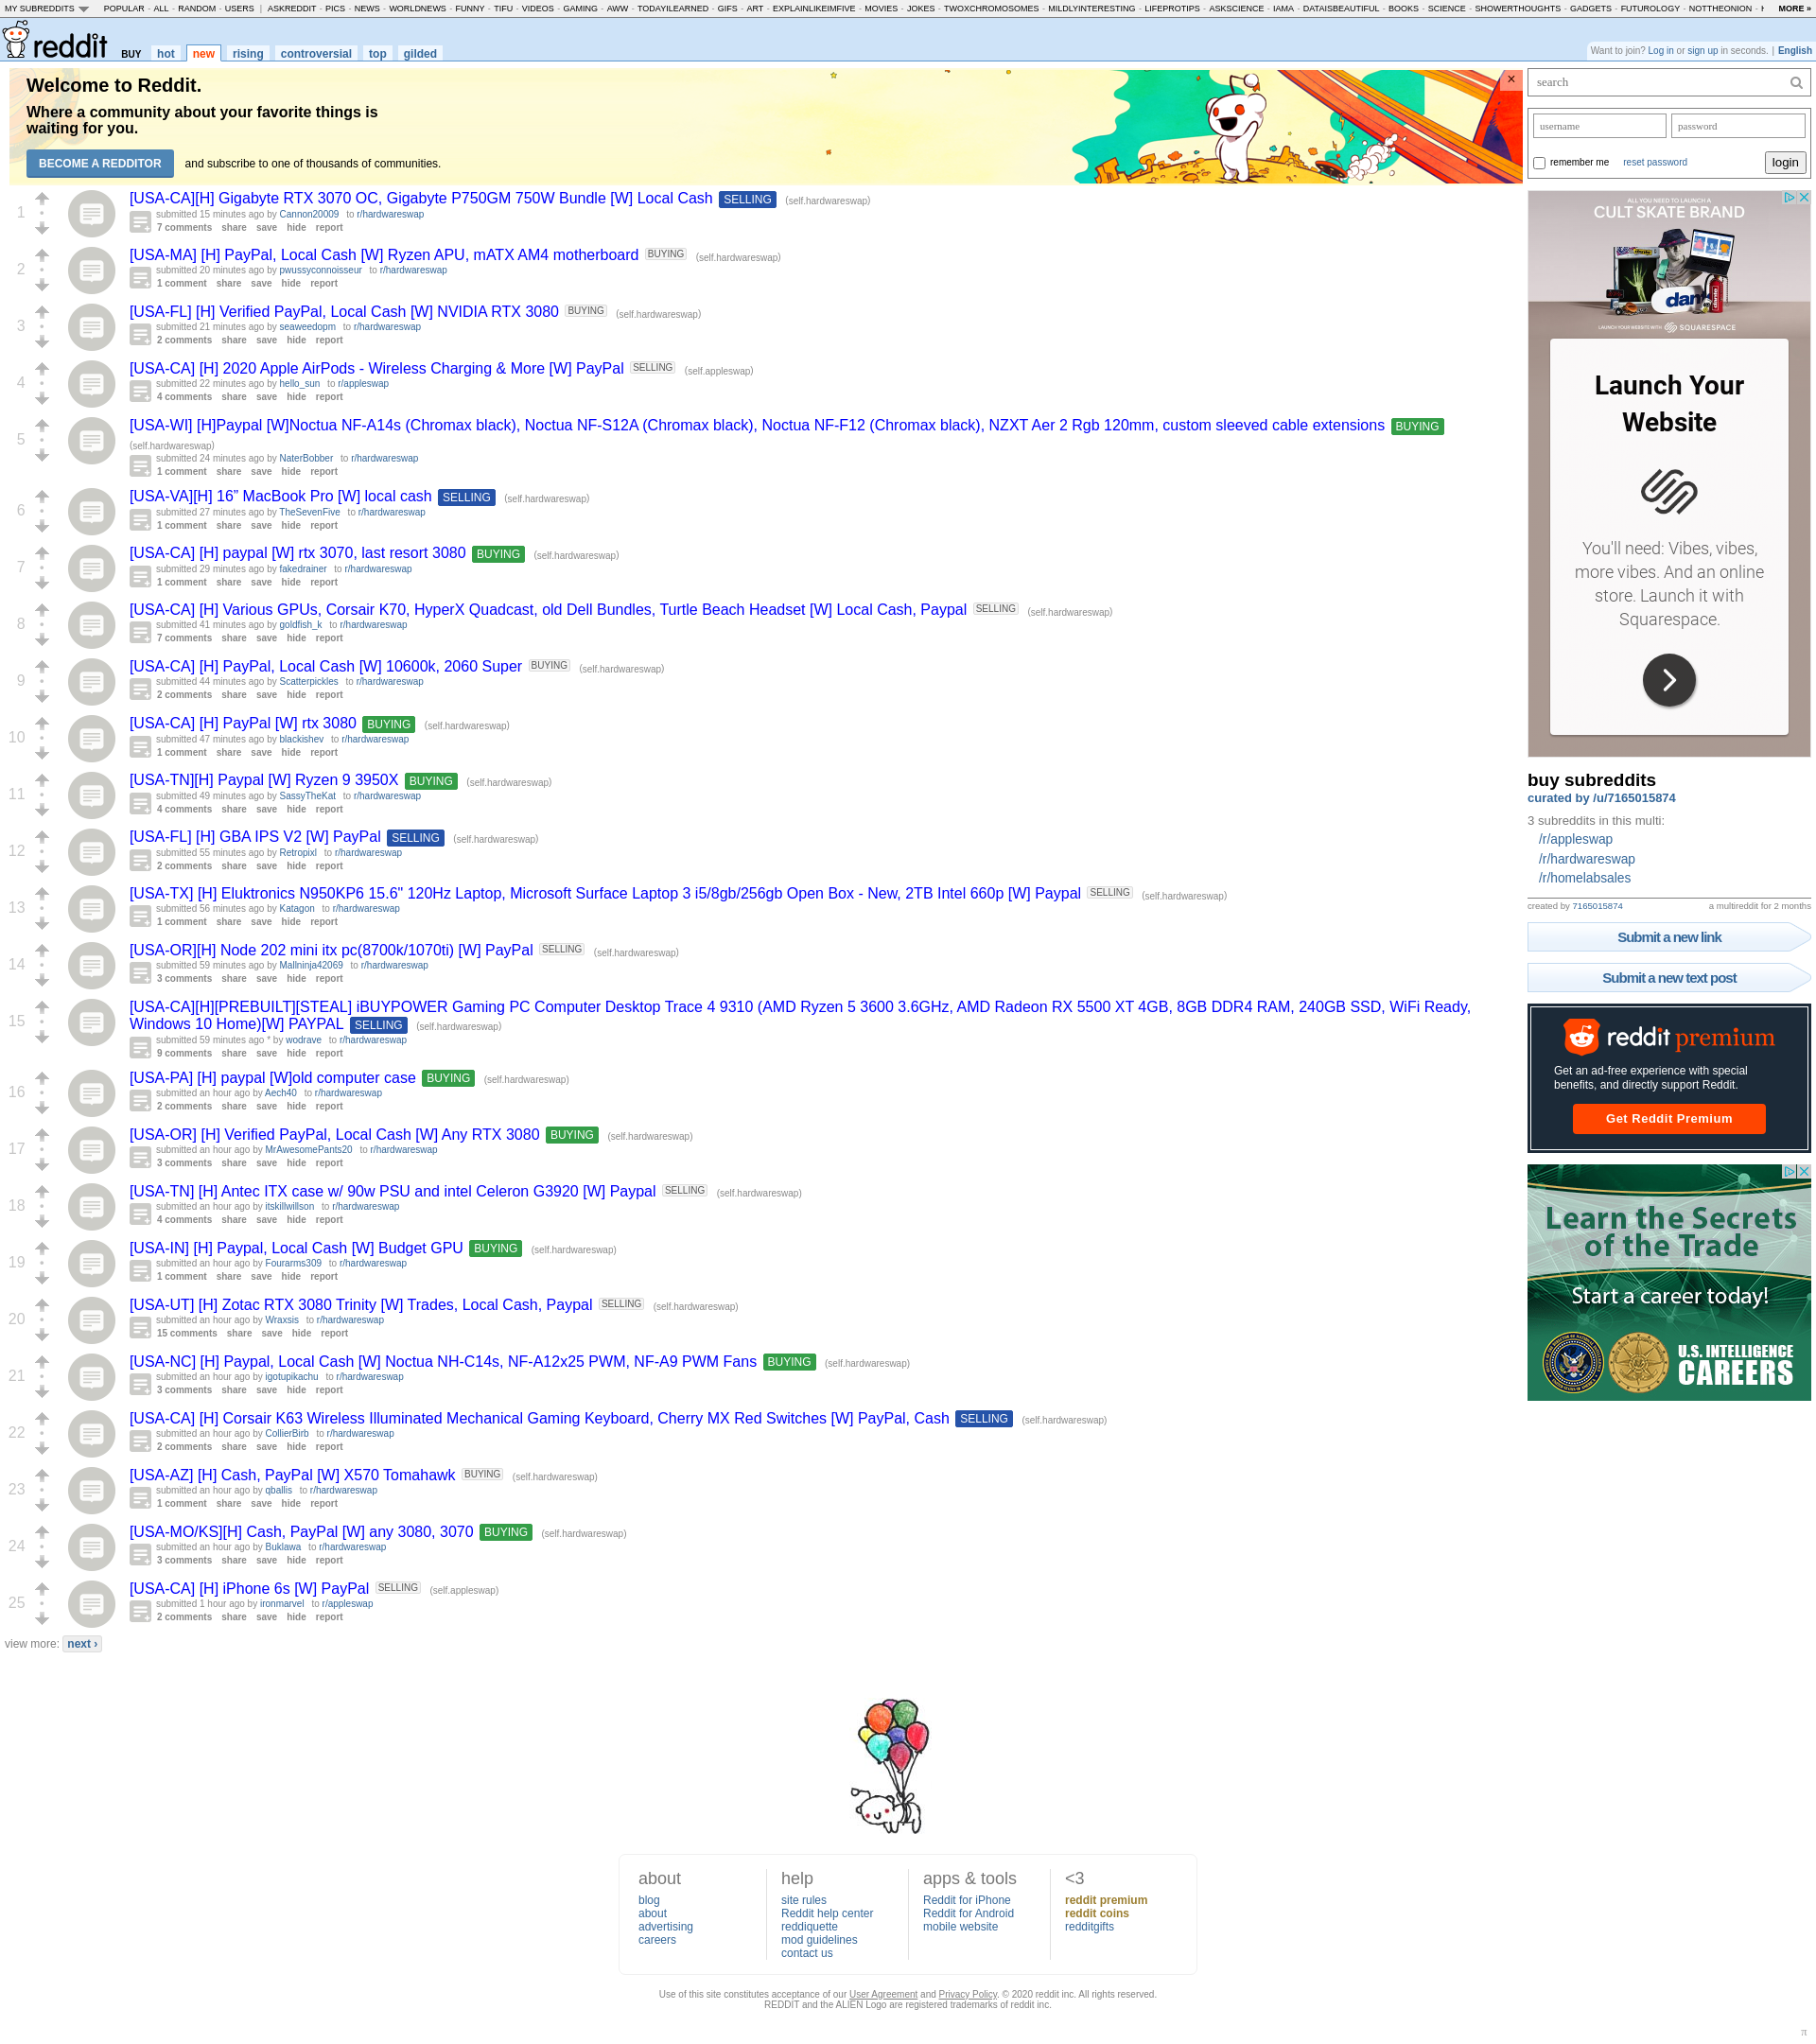 MY SUBREDDITS POPULAR - ALL - RANDOM - USERS | ASKREDDIT - PICS - NEWS - WORLDNEWS - FUNNY - TIFU - VIDEOS - GAMING - AWW - TODAYILEARNED - GIFS - ART - EXPLAINLIKEIMFIVE - MOVIES - JOKES - TWOXCHROMOSOMES - MILDLYINTERESTING - LIFEPROTIPS - ASKSCIENCE - IAMA - DATAISBEAUTIFUL - BOOKS - SCIENCE - SHOWERTHOUGHTS - GADGETS - FUTUROLOGY - NOTTHEONION - MORE »
reddit BUY hot new rising controversial top gilded
Want to join? Log in or sign up in seconds. | English
Welcome to Reddit.
Where a community about your favorite things is
waiting for you.
BECOME A REDDITOR and subscribe to one of thousands of communities.
1 [USA-CA][H] Gigabyte RTX 3070 OC, Gigabyte P750GM 750W Bundle [W] Local Cash SELLING (self.hardwareswap)
submitted 15 minutes ago by Cannon20009 to r/hardwareswap
7 comments share save hide report
2 [USA-MA] [H] PayPal, Local Cash [W] Ryzen APU, mATX AM4 motherboard BUYING (self.hardwareswap)
submitted 20 minutes ago by pwussyconnoisseur to r/hardwareswap
1 comment share save hide report
3 [USA-FL] [H] Verified PayPal, Local Cash [W] NVIDIA RTX 3080 BUYING (self.hardwareswap)
submitted 21 minutes ago by seaweedopm to r/hardwareswap
2 comments share save hide report
4 [USA-CA] [H] 2020 Apple AirPods - Wireless Charging & More [W] PayPal SELLING (self.appleswap)
submitted 22 minutes ago by hello_sun to r/appleswap
4 comments share save hide report
5 [USA-WI] [H]Paypal [W]Noctua NF-A14s (Chromax black), Noctua NF-S12A (Chromax black), Noctua NF-F12 (Chromax black), NZXT Aer 2 Rgb 120mm, custom sleeved cable extensions BUYING
(self.hardwareswap)
submitted 24 minutes ago by NaterBobber to r/hardwareswap
1 comment share save hide report
6 [USA-VA][H] 16” MacBook Pro [W] local cash SELLING (self.hardwareswap)
submitted 27 minutes ago by TheSevenFive to r/hardwareswap
1 comment share save hide report
7 [USA-CA] [H] paypal [W] rtx 3070, last resort 3080 BUYING (self.hardwareswap)
submitted 29 minutes ago by fakedrainer to r/hardwareswap
1 comment share save hide report
8 [USA-CA] [H] Various GPUs, Corsair K70, HyperX Quadcast, old Dell Bundles, Turtle Beach Headset [W] Local Cash, Paypal SELLING (self.hardwareswap)
submitted 41 minutes ago by goldfish_k to r/hardwareswap
7 comments share save hide report
9 [USA-CA] [H] PayPal, Local Cash [W] 10600k, 2060 Super BUYING (self.hardwareswap)
submitted 44 minutes ago by Scatterpickles to r/hardwareswap
2 comments share save hide report
10 [USA-CA] [H] PayPal [W] rtx 3080 BUYING (self.hardwareswap)
submitted 47 minutes ago by blackishev to r/hardwareswap
1 comment share save hide report
11 [USA-TN][H] Paypal [W] Ryzen 9 3950X BUYING (self.hardwareswap)
submitted 49 minutes ago by SassyTheKat to r/hardwareswap
4 comments share save hide report
12 [USA-FL] [H] GBA IPS V2 [W] PayPal SELLING (self.hardwareswap)
submitted 55 minutes ago by Retropixl to r/hardwareswap
2 comments share save hide report
13 [USA-TX] [H] Eluktronics N950KP6 15.6" 120Hz Laptop, Microsoft Surface Laptop 3 i5/8gb/256gb Open Box - New, 2TB Intel 660p [W] Paypal SELLING (self.hardwareswap)
submitted 56 minutes ago by Katagon to r/hardwareswap
1 comment share save hide report
14 [USA-OR][H] Node 202 mini itx pc(8700k/1070ti) [W] PayPal SELLING (self.hardwareswap)
submitted 59 minutes ago by Mallninja42069 to r/hardwareswap
3 comments share save hide report
15 [USA-CA][H][PREBUILT][STEAL] iBUYPOWER Gaming PC Computer Desktop Trace 4 9310 (AMD Ryzen 5 3600 3.6GHz, AMD Radeon RX 5500 XT 4GB, 8GB DDR4 RAM, 240GB SSD, WiFi Ready,
Windows 10 Home)[W] PAYPAL SELLING (self.hardwareswap)
submitted 59 minutes ago * by wodrave to r/hardwareswap
9 comments share save hide report
16 [USA-PA] [H] paypal [W]old computer case BUYING (self.hardwareswap)
submitted an hour ago by Aech40 to r/hardwareswap
2 comments share save hide report
17 [USA-OR] [H] Verified PayPal, Local Cash [W] Any RTX 3080 BUYING (self.hardwareswap)
submitted an hour ago by MrAwesomePants20 to r/hardwareswap
3 comments share save hide report
18 [USA-TN] [H] Antec ITX case w/ 90w PSU and intel Celeron G3920 [W] Paypal SELLING (self.hardwareswap)
submitted an hour ago by itskillwillson to r/hardwareswap
4 comments share save hide report
19 [USA-IN] [H] Paypal, Local Cash [W] Budget GPU BUYING (self.hardwareswap)
submitted an hour ago by Fourarms309 to r/hardwareswap
1 comment share save hide report
20 [USA-UT] [H] Zotac RTX 3080 Trinity [W] Trades, Local Cash, Paypal SELLING (self.hardwareswap)
submitted an hour ago by Wraxsis to r/hardwareswap
15 comments share save hide report
21 [USA-NC] [H] Paypal, Local Cash [W] Noctua NH-C14s, NF-A12x25 PWM, NF-A9 PWM Fans BUYING (self.hardwareswap)
submitted an hour ago by igotupikachu to r/hardwareswap
3 comments share save hide report
22 [USA-CA] [H] Corsair K63 Wireless Illuminated Mechanical Gaming Keyboard, Cherry MX Red Switches [W] PayPal, Cash SELLING (self.hardwareswap)
submitted an hour ago by CollierBirb to r/hardwareswap
2 comments share save hide report
23 [USA-AZ] [H] Cash, PayPal [W] X570 Tomahawk BUYING (self.hardwareswap)
submitted an hour ago by qballis to r/hardwareswap
1 comment share save hide report
24 [USA-MO/KS][H] Cash, PayPal [W] any 3080, 3070 BUYING (self.hardwareswap)
submitted an hour ago by Buklawa to r/hardwareswap
3 comments share save hide report
25 [USA-CA] [H] iPhone 6s [W] PayPal SELLING (self.appleswap)
submitted 1 hour ago by ironmarvel to r/appleswap
2 comments share save hide report
view more: next ›
search
username password
remember me reset password login
ALL YOU NEED TO LAUNCH A
CULT SKATE BRAND
dank
LAUNCH YOUR WEBSITE WITH SQUARESPACE
Launch Your
Website
You'll need: Vibes, vibes,
more vibes. And an online
store. Launch it with
Squarespace.
buy subreddits
curated by /u/7165015874
3 subreddits in this multi:
/r/appleswap
/r/hardwareswap
/r/homelabsales
created by 7165015874 a multireddit for 2 months
Submit a new link
Submit a new text post
reddit premium
Get an ad-free experience with special
benefits, and directly support Reddit.
Get Reddit Premium
Learn the Secrets
of the Trade
Start a career today!
U.S. INTELLIGENCE
CAREERS
about
blog
about
advertising
careers
help
site rules
Reddit help center
reddiquette
mod guidelines
contact us
apps & tools
Reddit for iPhone
Reddit for Android
mobile website
<3
reddit premium
reddit coins
redditgifts
Use of this site constitutes acceptance of our User Agreement and Privacy Policy. © 2020 reddit inc. All rights reserved.
REDDIT and the ALIEN Logo are registered trademarks of reddit inc.
π